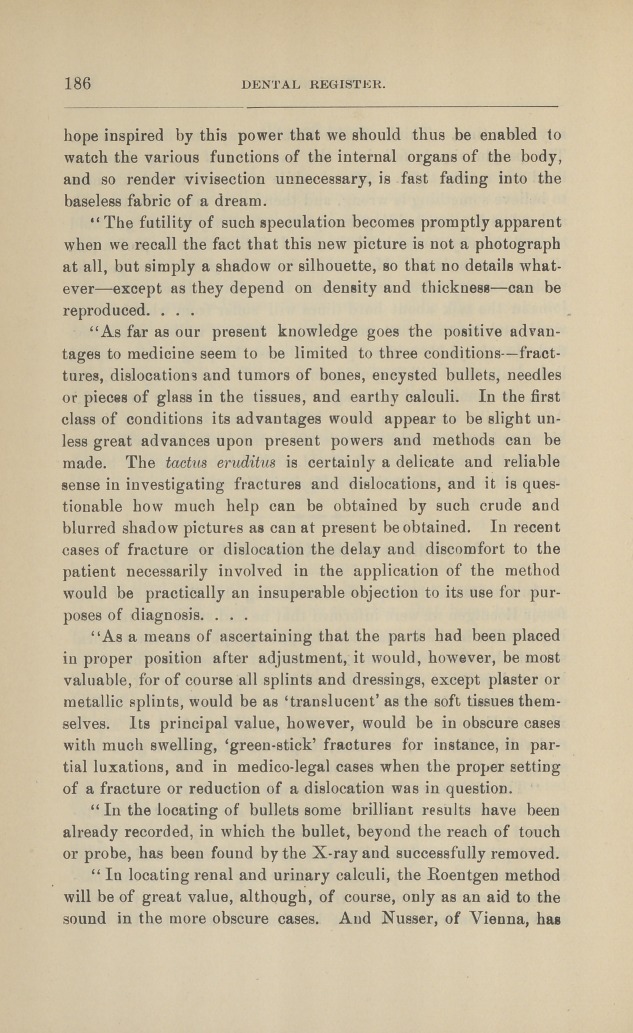 186 DENTAL REGISTER.
hope inspired by this power that we should thus be enabled to
watch the various functions of the internal organs of the body,
and so render vivisection unnecessary, is fast fading into the
baseless fabric of a dream.
“The futility of such speculation becomes promptly apparent
when we recall the fact that this new picture is not a photograph
at all, but simply a shadow or silhouette, so that no details what-
ever—except as they depend on density and thickness—can be
reproduced. . . .
“As far as our present knowledge goes the positive advan-
tages to medicine seem to be limited to three conditions—fract-
tures, dislocations and tumors of bones, encysted bullets, needles
or pieces of glass in the tissues, and earthy calculi. In the first
class of conditions its advantages would appear to be slight un-
less great advances upon present powers and methods can be
made. The tactus eruditus is certainly a delicate and reliable
sense in investigating fractures and dislocations, and it is ques-
tionable how much help can be obtained by such crude and
blurred shadow pictures as can at present be obtained. In recent
cases of fracture or dislocation the delay and discomfort to the
patient necessarily involved in the application of the method
would be practically an insuperable objection to its use for pur-
poses of diagnosis. . . .
“As a means of ascertaining that the parts had been placed
in proper position after adjustment, it would, however, be most
valuable, for of course all splints and dressings, except plaster or
metallic splints, would be as ‘translucent’ as the soft tissues them-
selves. Its principal value, however, would be in obscure cases
with much swelling, ‘green-stick’ fractures for instance, in par-
tial luxations, and in medico-legal cases when the proper setting
of a fracture or reduction of a dislocation was in question.
“In the locating of bullets some brilliant results have been
already recorded, in which the bullet, beyond the reach of touch
or probe, has been found by the X-ray and successfully removed.
“In locating renal and urinary calculi, the Roentgen method
will be of great value, although, of course, only as an aid to the
sound in the more obscure cases. And Nusser, of Vienna, has